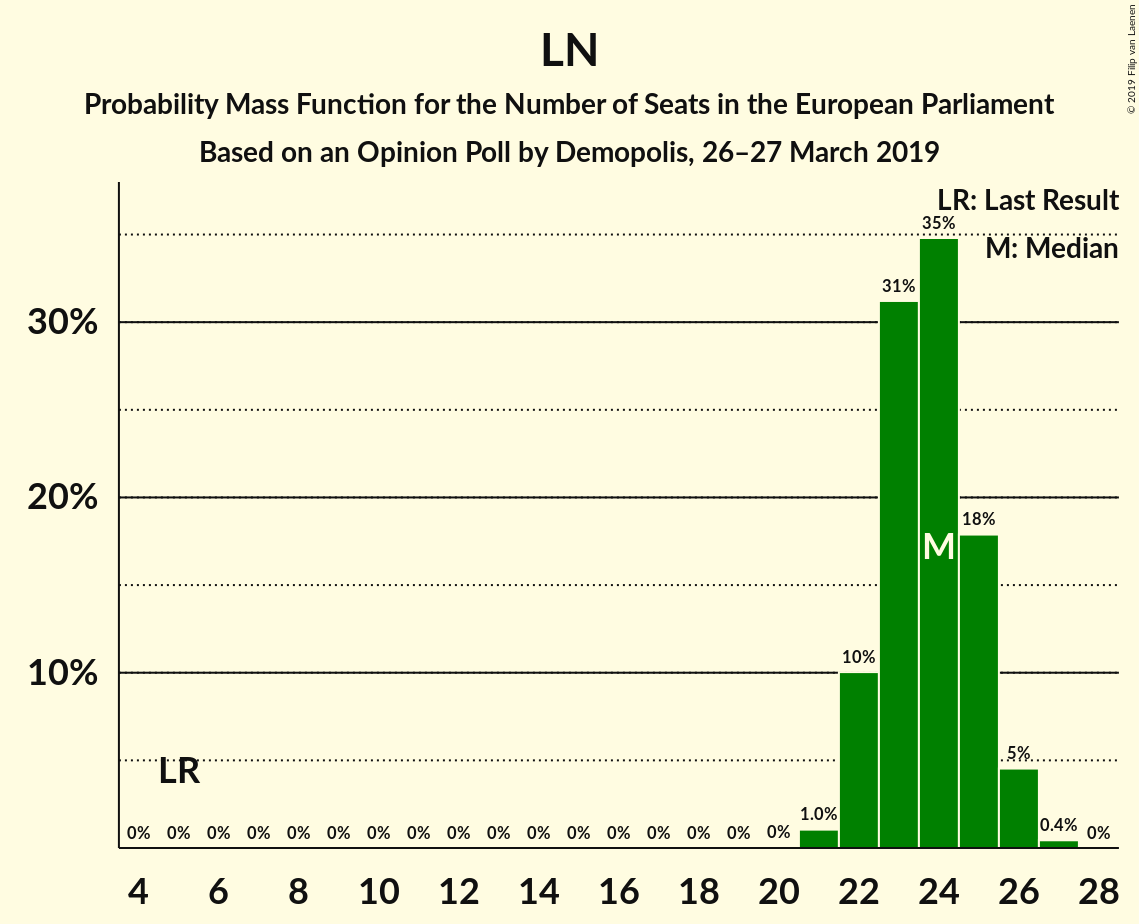 LN
Probability Mass Function for the Number of Seats in the European Parliament
Based on an Opinion Poll by Demopolis, 26–27 March 2019
© 2019 Filip van Laenen
LR: Last Result
M: Median
35%
31%
30%
20%
18%
M
10%
10%
5%
LR
1.0%
0.4%
0% 0% 0% 0% 0% 0% 0% 0% 0% 0% 0% 0% 0% 0% 0% 0% 0% 0%
4 6 8 10 12 14 16 18 20 22 24 26 28